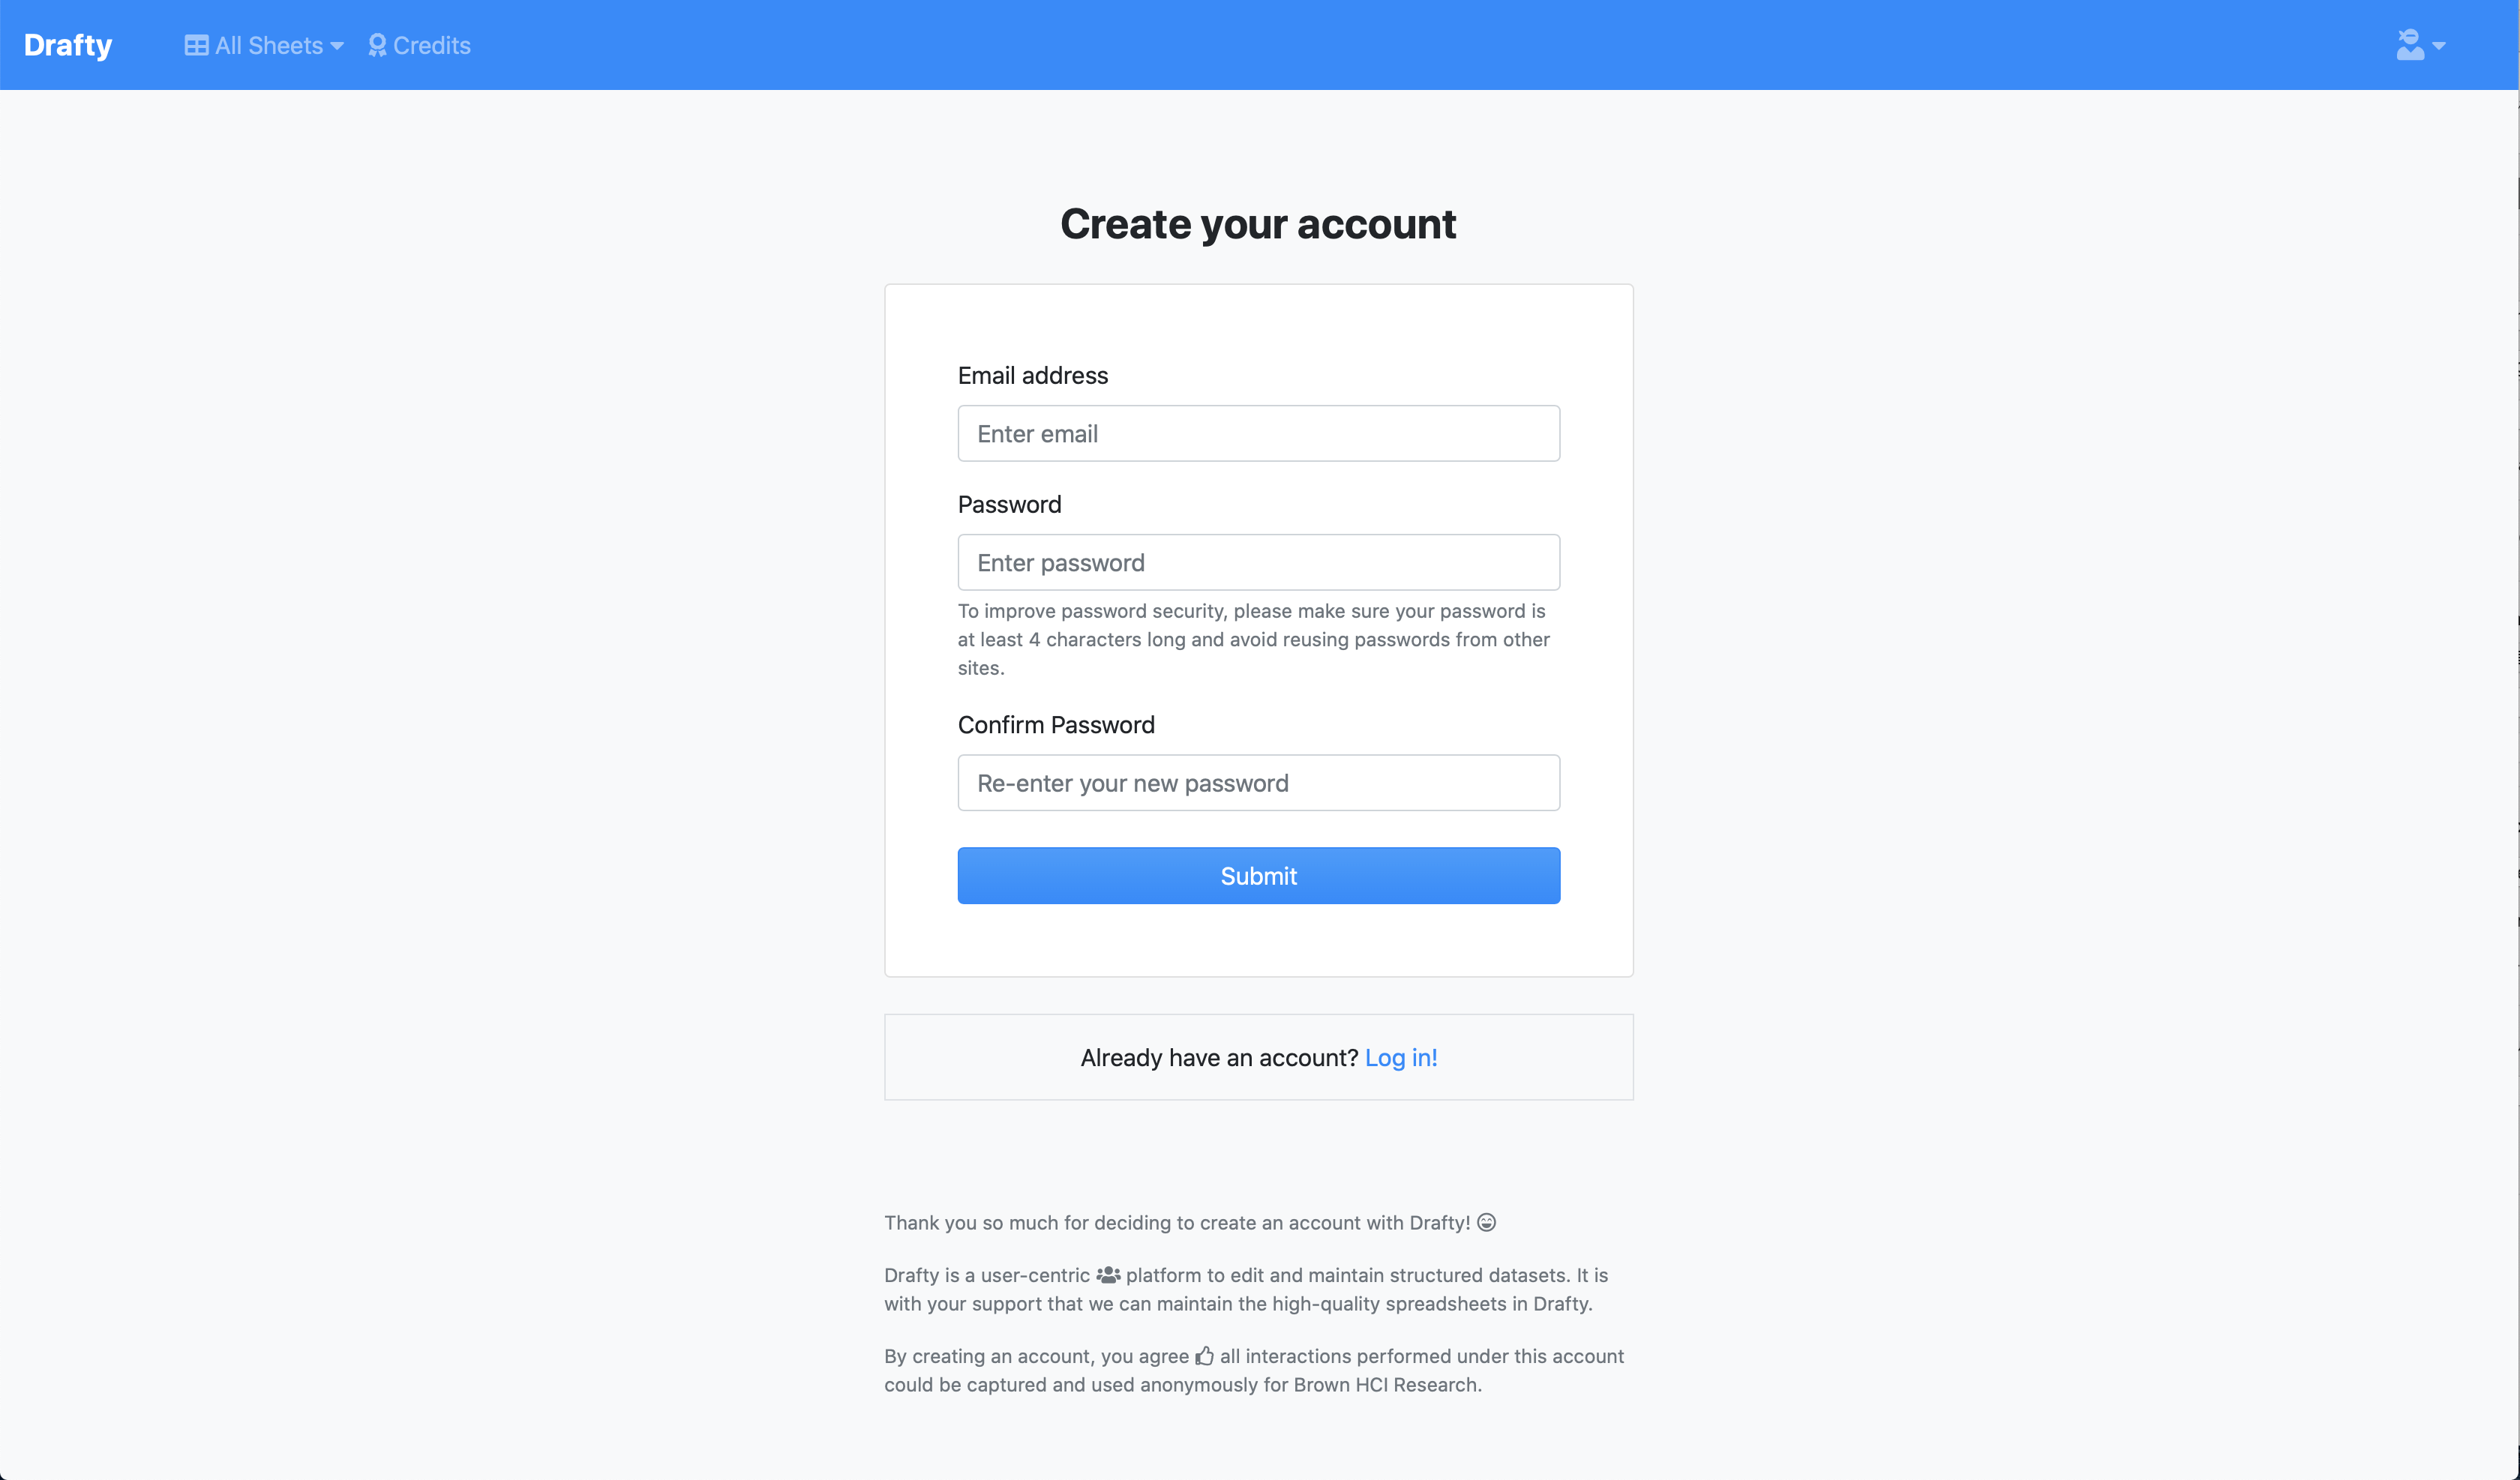 Drafty
All Sheets
Credits
Create your account
Email address
Enter email
Password
Enter password
To improve password security, please make sure your password is
at least 4 characters long and avoid reusing passwords from other
sites.
Confirm Password
Re-enter your new password
Submit
Already have an account? Log in!
Thank you so much for deciding to create an account with Drafty!
Drafty is a user-centric platform to edit and maintain structured datasets. It is
with your support that we can maintain the high-quality spreadsheets in Drafty.
By creating an account, you agree all interactions performed under this account
could be captured and used anonymously for Brown HCI Research.